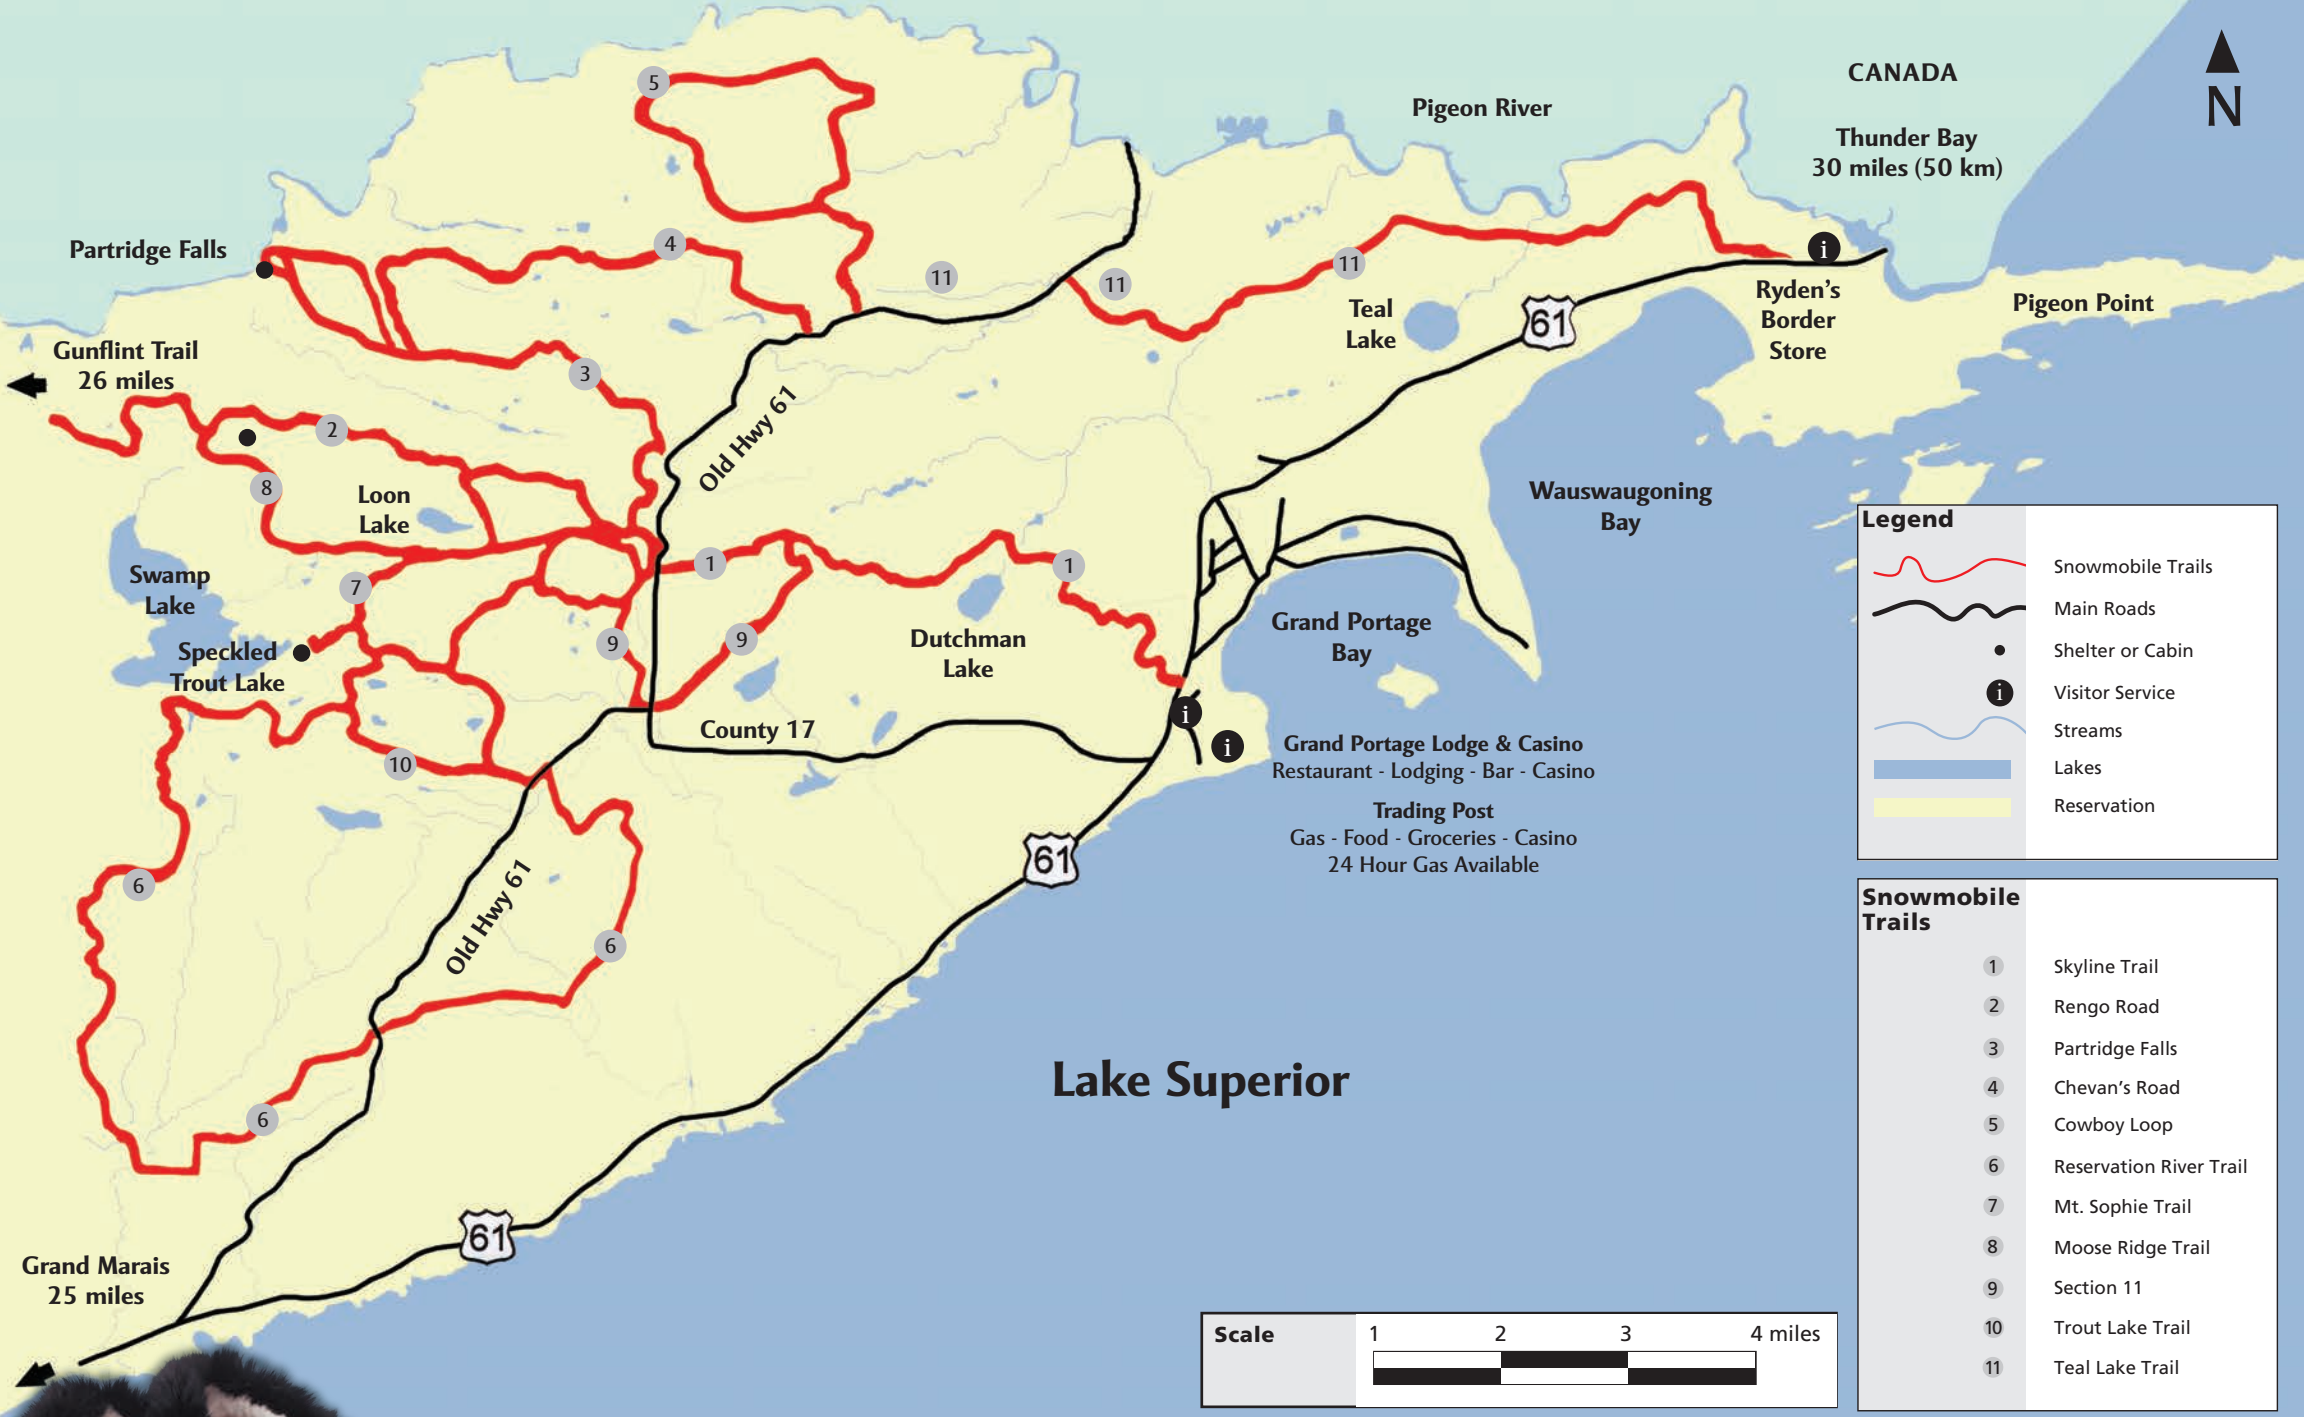 CANADA
N
Pigeon River
Thunder Bay
30 miles (50 km)
5
4
Partridge Falls
11
11
11
Teal
Lake
61
Ryden's
Border
Store
i
Pigeon Point
Gunflint Trail
26 miles
3
Old Hwy 61
2
8
Loon
Lake
Wauswaugoning
Bay
Swamp
Lake
7
1
1
Speckled
Trout Lake
9
9
Dutchman
Lake
Grand Portage
Bay
i
i
County 17
10
Grand Portage Lodge & Casino
Restaurant - Lodging - Bar - Casino
Trading Post
Gas - Food - Groceries - Casino
24 Hour Gas Available
61
6
Old Hwy 61
6
6
Lake Superior
61
Grand Marais
25 miles
Scale
1 2 3 4 miles
Legend
Snowmobile Trails
Main Roads
Shelter or Cabin
i Visitor Service
Streams
Lakes
Reservation
Snowmobile
Trails
1 Skyline Trail
2 Rengo Road
3 Partridge Falls
4 Chevan's Road
5 Cowboy Loop
6 Reservation River Trail
7 Mt. Sophie Trail
8 Moose Ridge Trail
9 Section 11
10 Trout Lake Trail
11 Teal Lake Trail